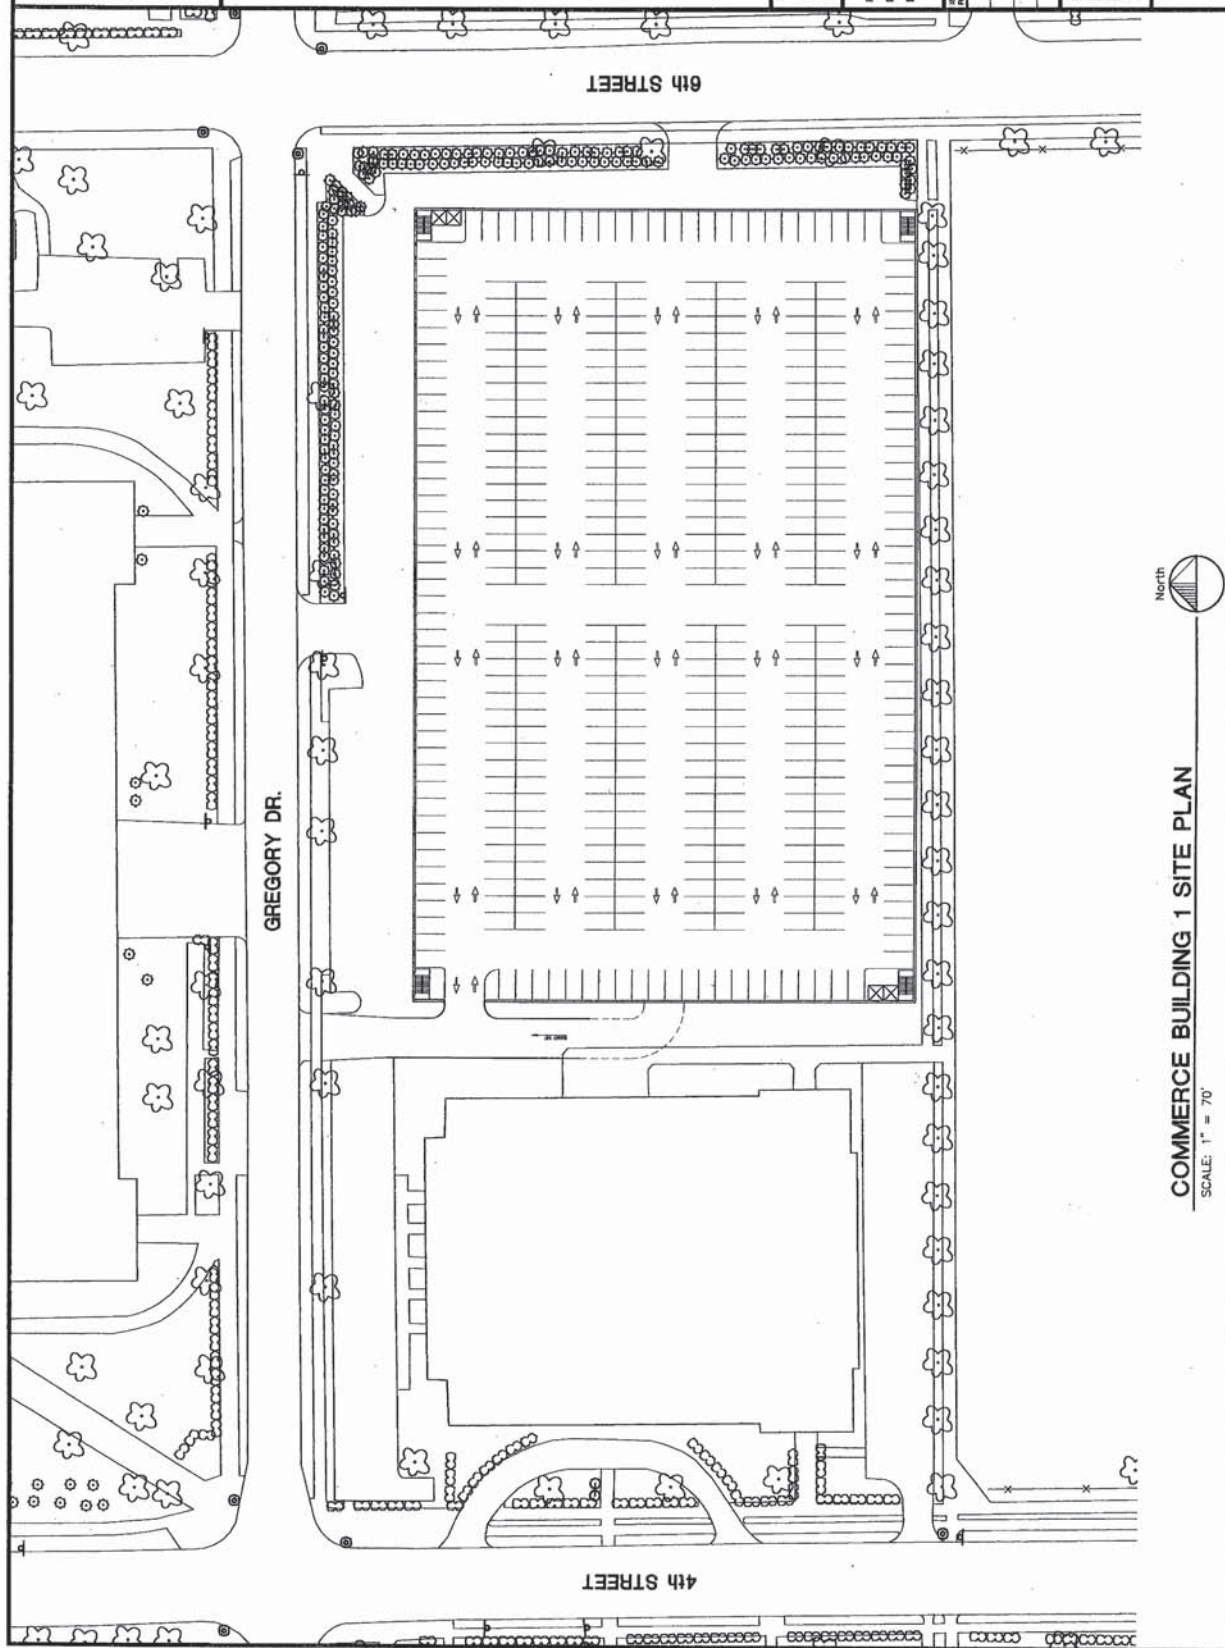 6th STREET
GREGORY DR.
4th STREET
North
COMMERCE BUILDING 1 SITE PLAN
SCALE: 1" = 70'